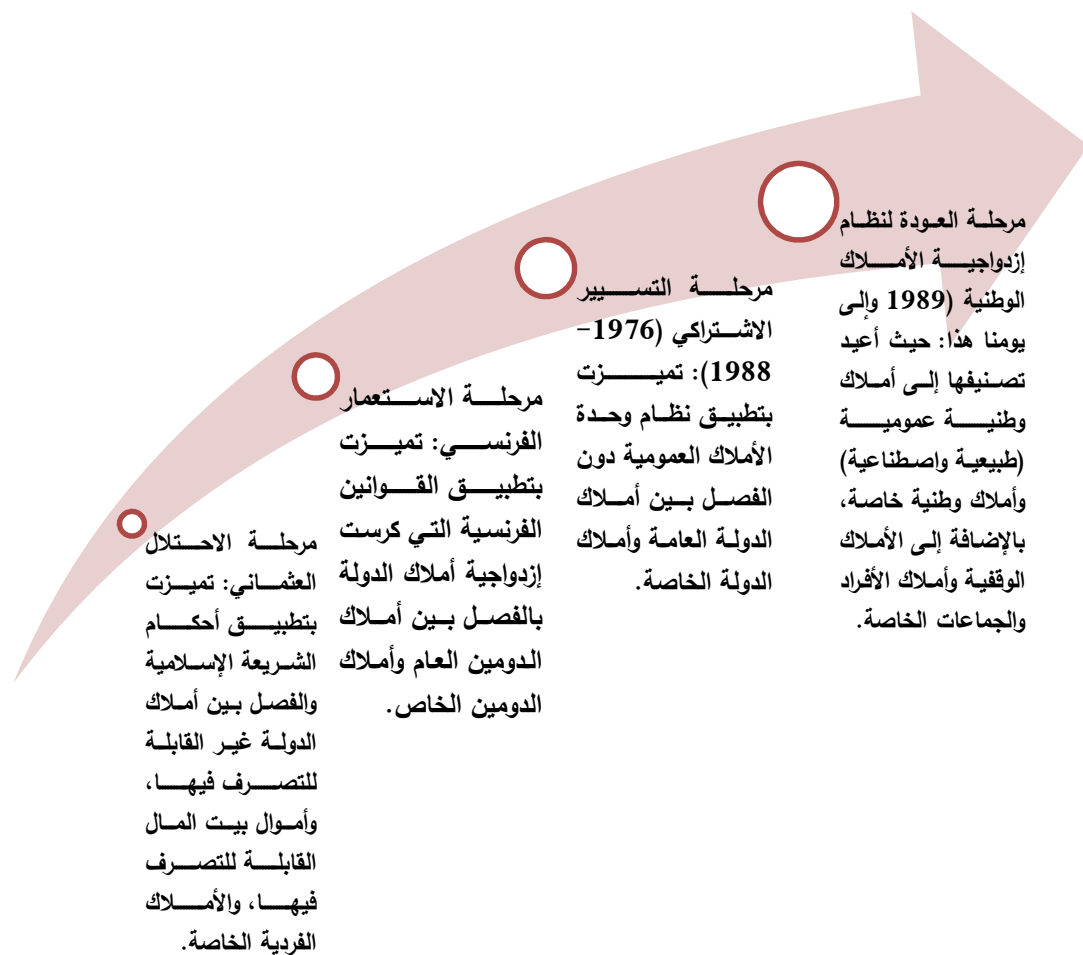 مرحلة الاحتلال
العثماني: تميزت
بتطبيق أحكام
الشريعة الإسلامية
والفصل بين أملاك
الدولة غير القابلة
للتصرف فيها،
وأموال بيت المال
القابلة للتصرف
فيها، والأملاك
الفردية الخاصة.
مرحلة الاستعمار
الفرنسي: تميزت
بتطبيق القوانين
الفرنسية التي كرست
إزدواجية أملاك الدولة
بالفصل بين أملاك
الدومين العام وأملاك
الدومين الخاص.
مرحلة التسيير
الاشتراكي (1976-
1988): تميزت
بتطبيق نظام وحدة
الأملاك العمومية دون
الفصل بين أملاك
الدولة العامة وأملاك
الدولة الخاصة.
مرحلة العودة لنظام
إزدواجية الأملاك
الوطنية (1989 وإلى
يومنا هذا: حيث أعيد
تصنيفها إلى أملاك
وطنية عمومية
(طبيعية واصطناعية)
وأملاك وطنية خاصة،
بالإضافة إلى الأملاك
الوقفية وأملاك الأفراد
والجماعات الخاصة.